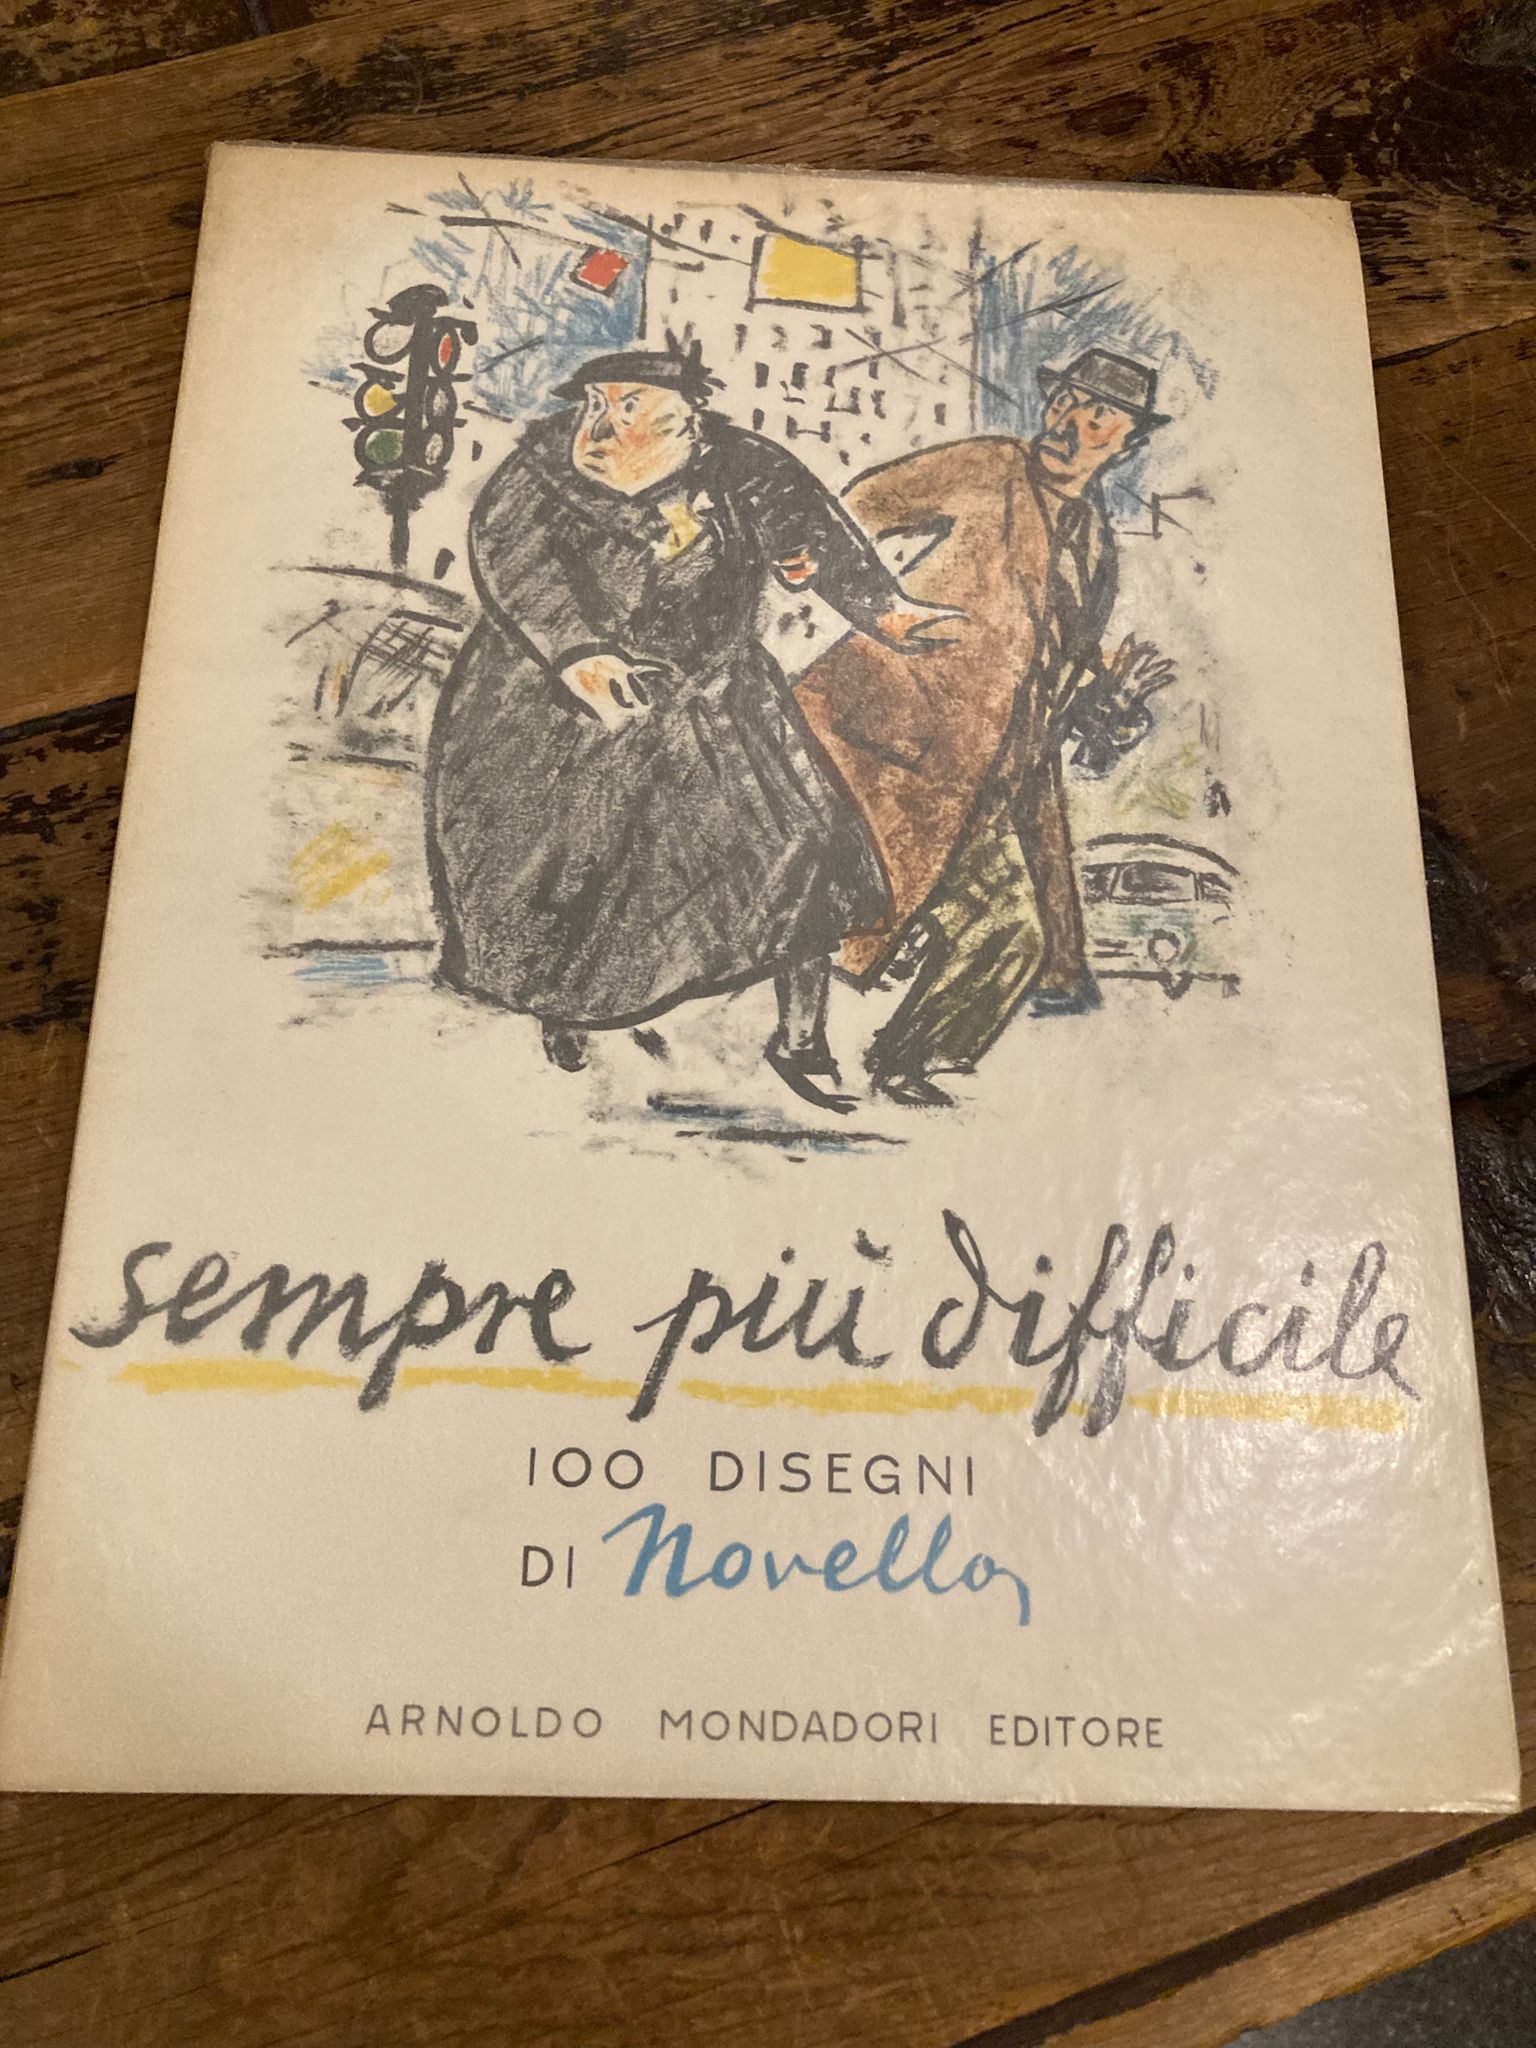 sempre più difficile
100 DISEGNI
DI Novello
ARNOLDO MONDADORI EDITORE